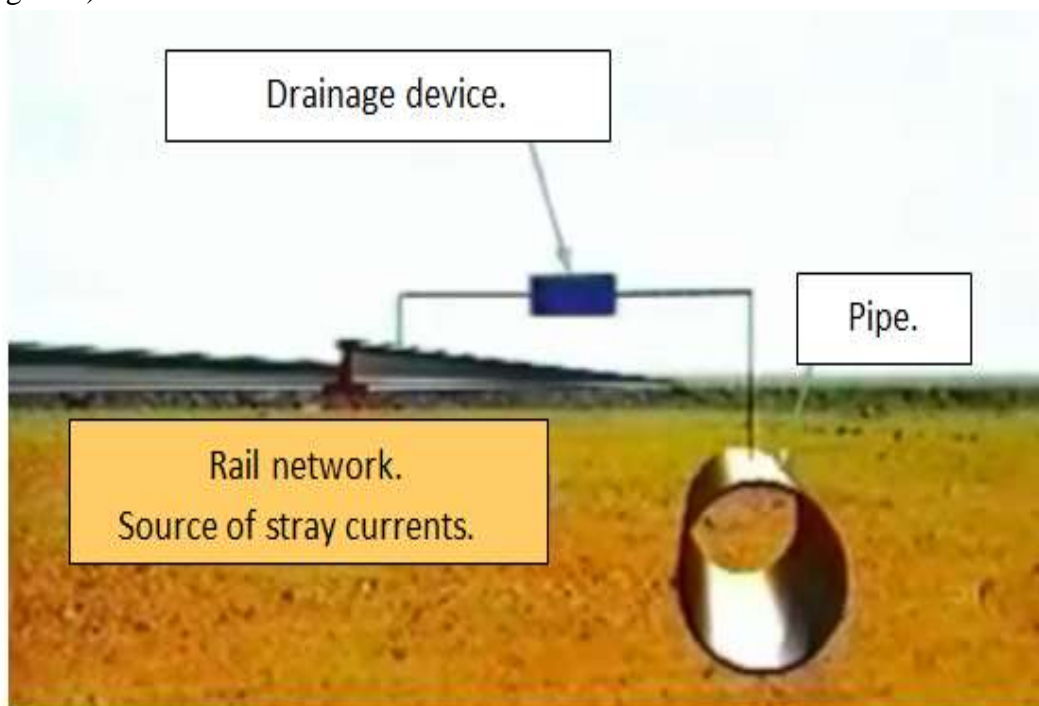 Drainage device.
Pipe.
Rail network.
Source of stray currents.